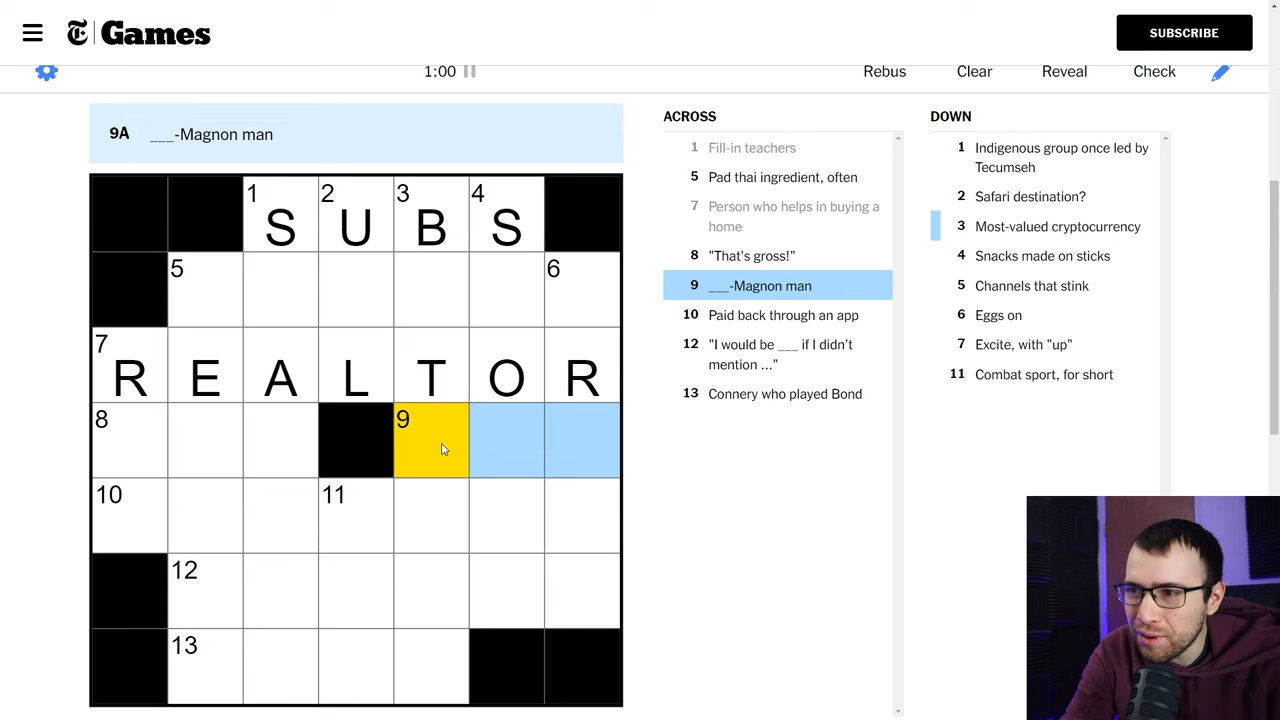 Games
SUBSCRIBE
1:00
Rebus
Clear
Reveal
Check
9A ___-Magnon man
1 2 3 4
S U B S
5 6
7
R E A L T O R
8 9
10 11
12
13
ACROSS
1 Fill-in teachers
5 Pad thai ingredient, often
7 Person who helps in buying a
home
8 "That's gross!"
9 ___-Magnon man
10 Paid back through an app
12 "I would be ___ if I didn't
mention ..."
13 Connery who played Bond
DOWN
1 Indigenous group once led by
Tecumseh
2 Safari destination?
3 Most-valued cryptocurrency
4 Snacks made on sticks
5 Channels that stink
6 Eggs on
7 Excite, with "up"
11 Combat sport, for short